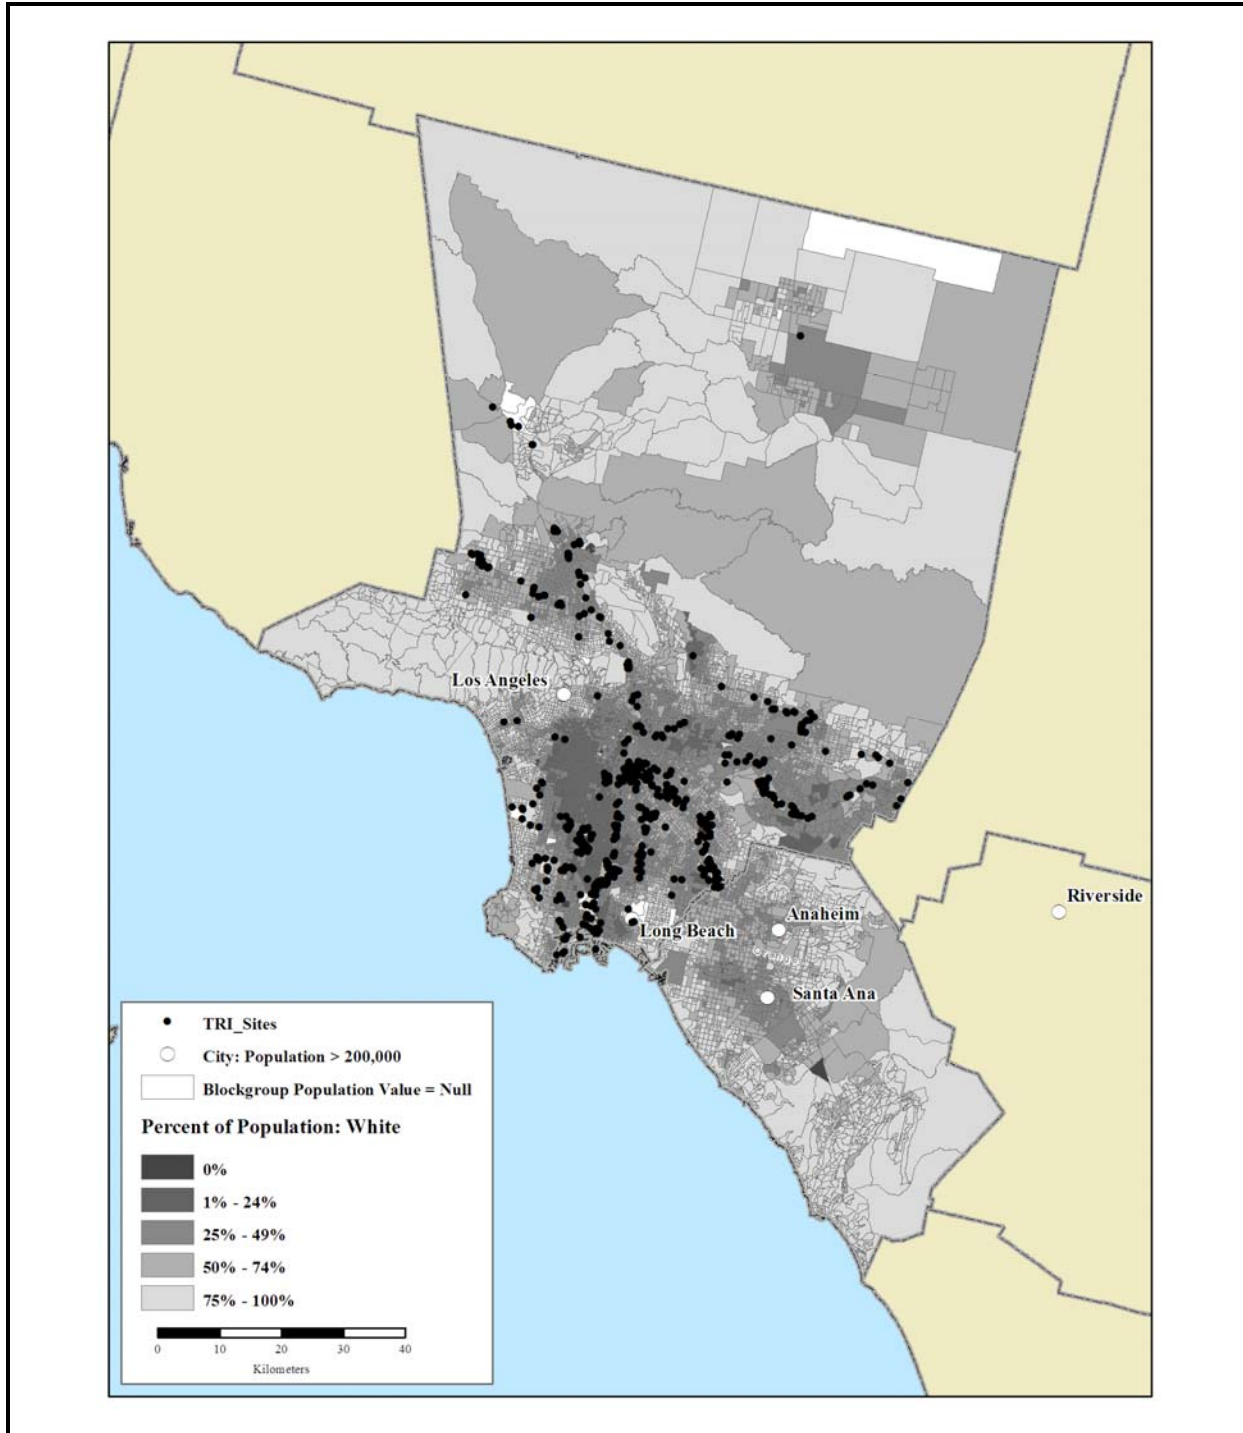 Los Angeles
Riverside
Anaheim
Long Beach
Orange
Santa Ana
TRI_Sites
City: Population > 200,000
Blockgroup Population Value = Null
Percent of Population: White
0%
1% - 24%
25% - 49%
50% - 74%
75% - 100%
0 10 20 30 40
Kilometers